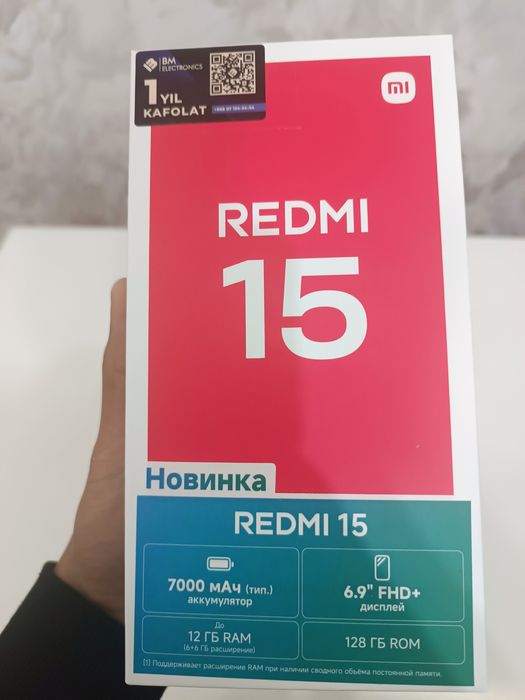 BM
ELECTRONICS
1 YIL
KAFOLAT
mi
REDMI
15
Новинка
REDMI 15
7000 мАч (тип.)
аккумулятор
6.9" FHD+
дисплей
До
12 ГБ RAM
(6+6 ГБ расширение)
128 ГБ ROM
[1] Поддерживает расширение RAM при наличии сводного объёма постоянной памяти.